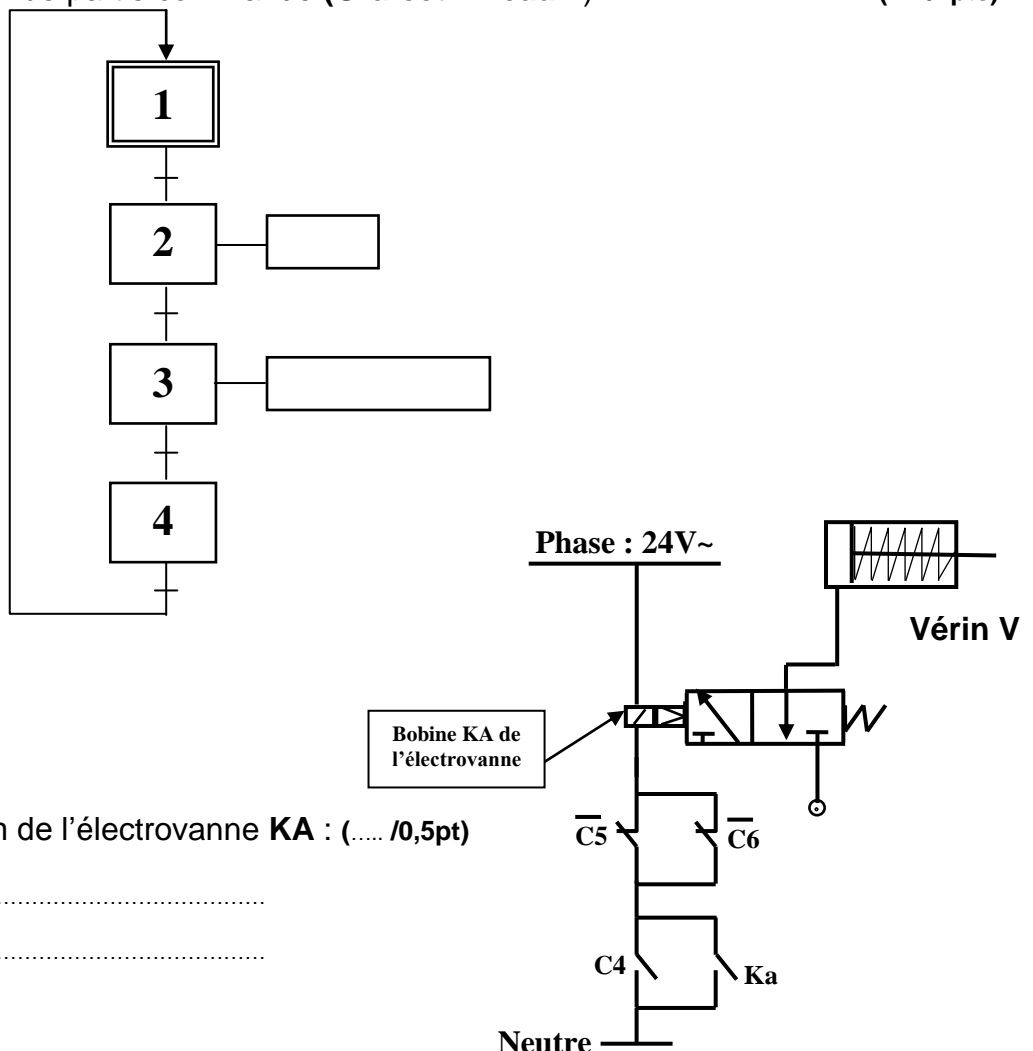 1
2
3
4
Phase : 24V~
Vérin V
Bobine KA de
l'électrovanne
n de l'électrovanne KA : (..... /0,5pt)
C5
C6
C4
Ka
Neutre